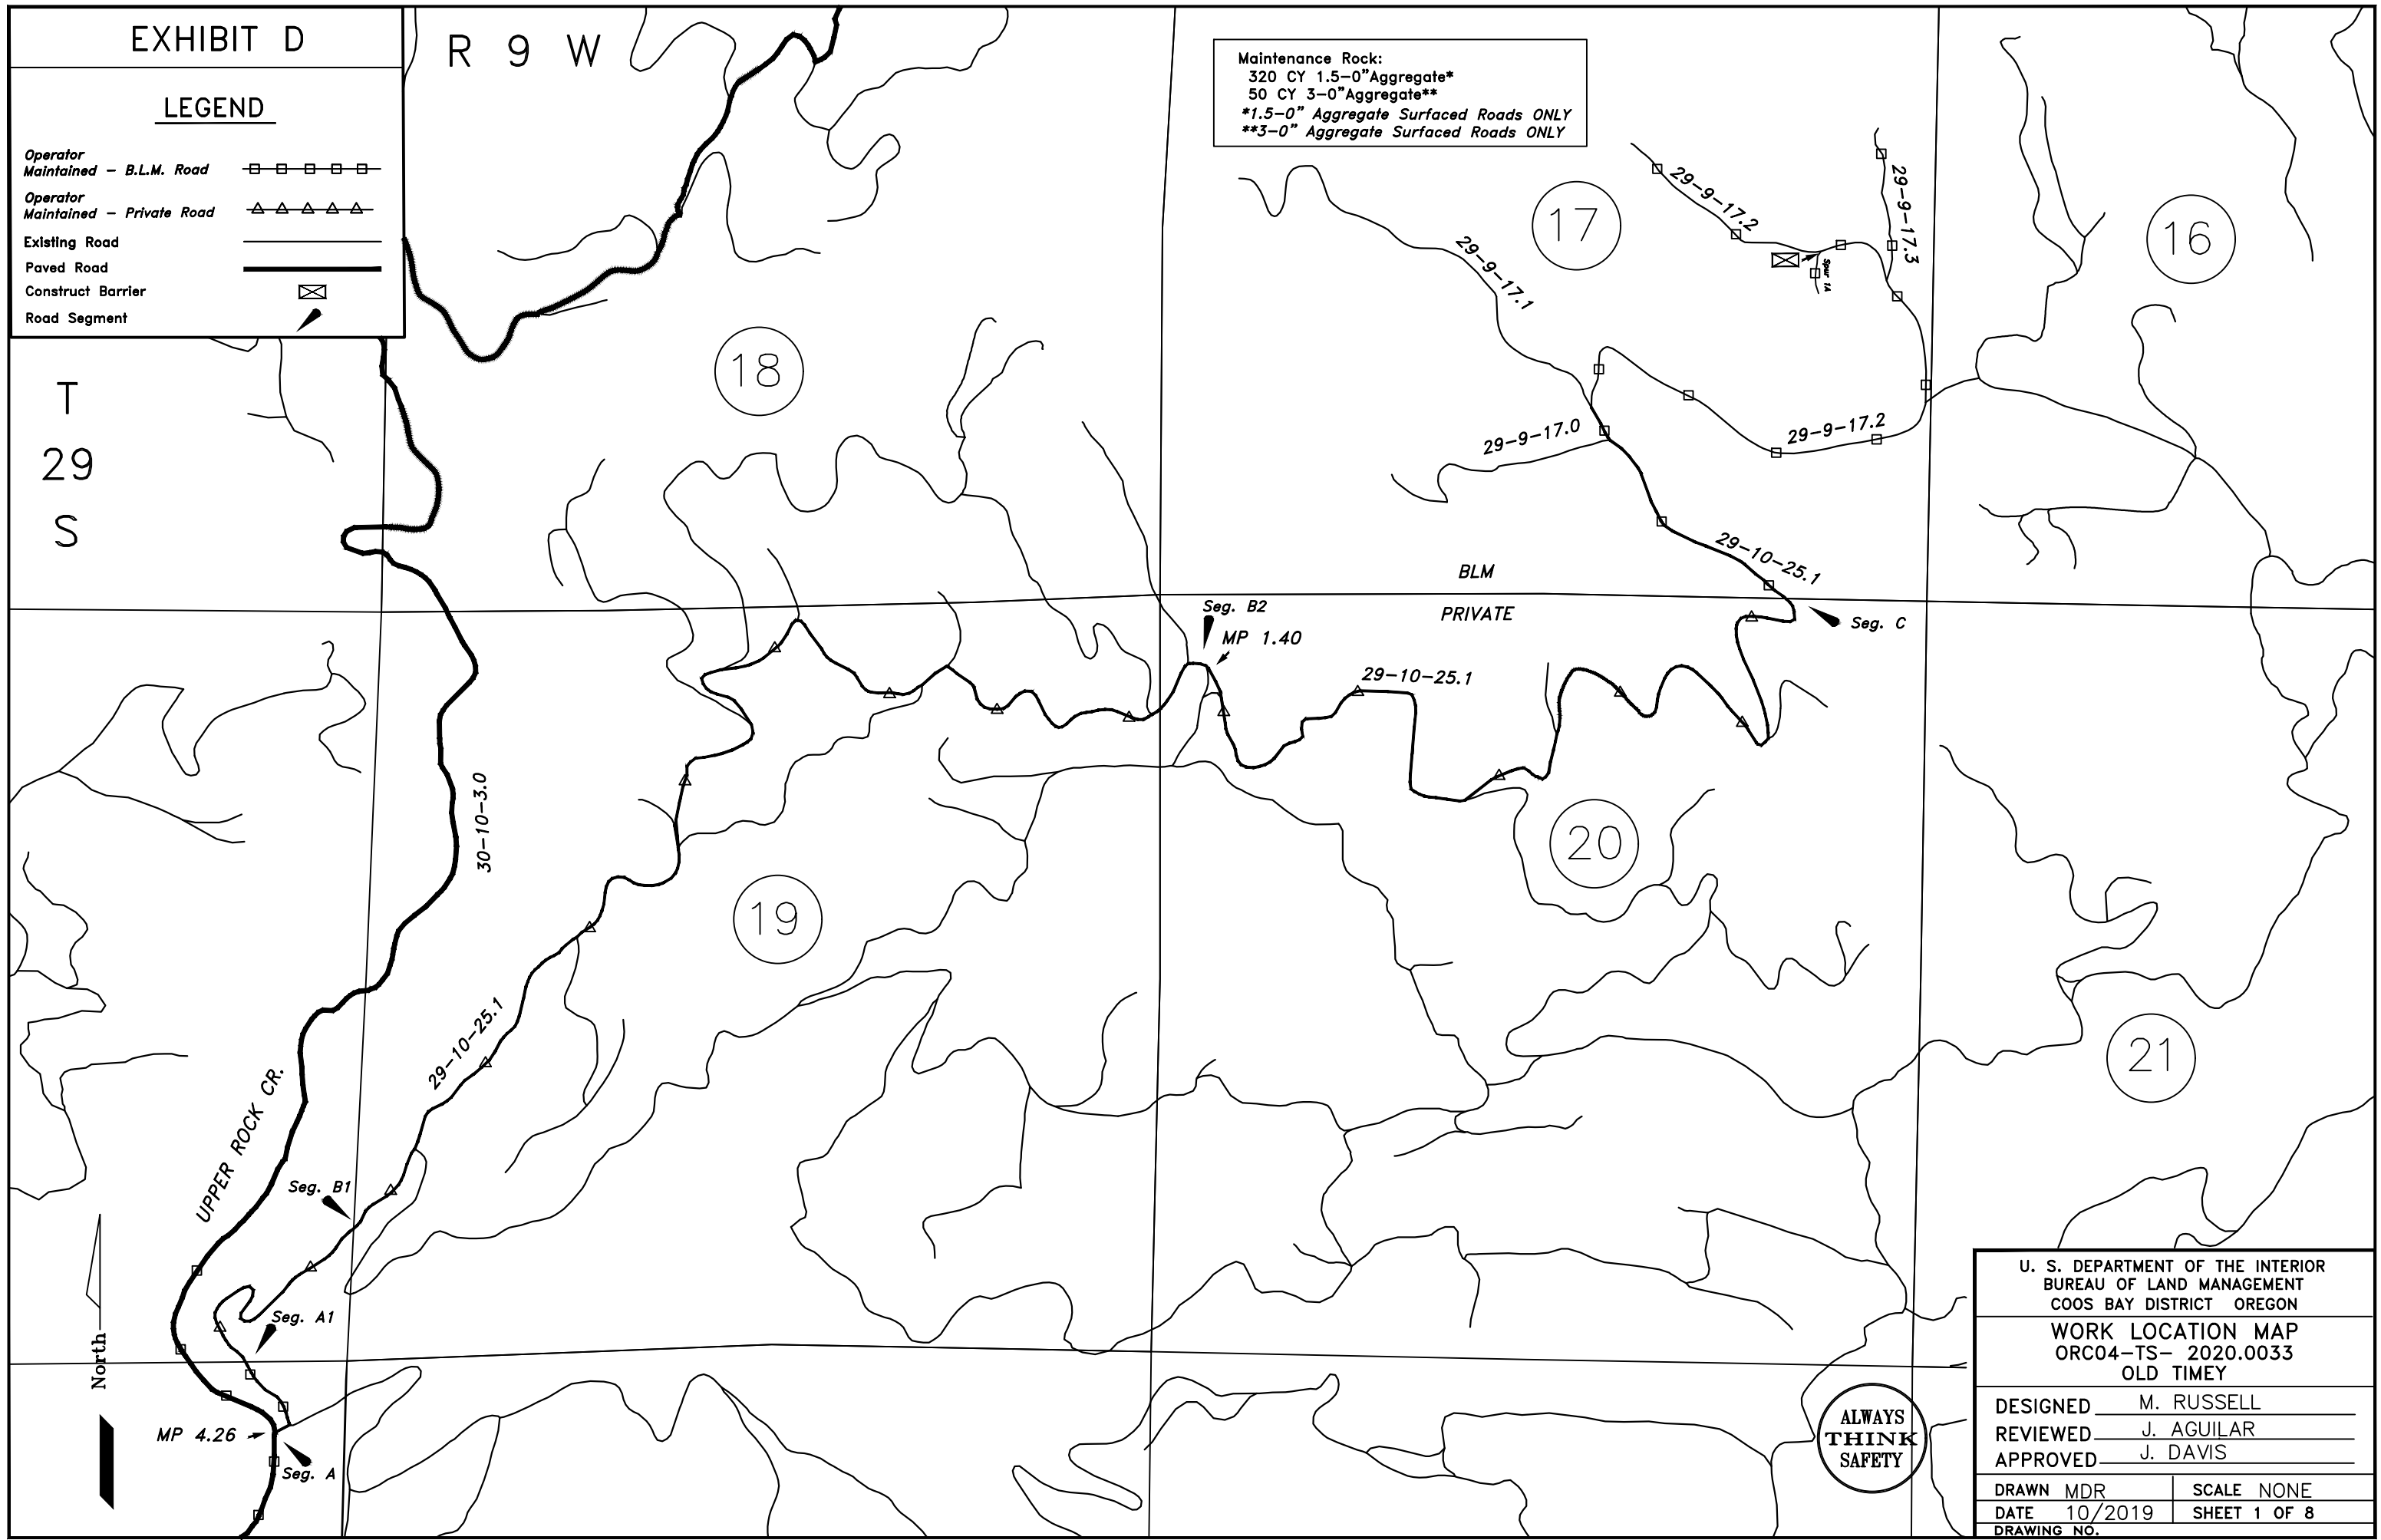 EXHIBIT D
LEGEND
Operator
Maintained – B.L.M. Road
Operator
Maintained – Private Road
Existing Road
Paved Road
Construct Barrier
Road Segment
R 9 W
T
29
S
Maintenance Rock:
320 CY 1.5–0"Aggregate*
50 CY 3–0"Aggregate**
*1.5–0" Aggregate Surfaced Roads ONLY
**3–0" Aggregate Surfaced Roads ONLY
17
16
18
29–9–17.2
29–9–17.3
29–9–17.1
Spur 1A
29–9–17.0
29–9–17.2
29–10–25.1
BLM
PRIVATE
Seg. B2
MP 1.40
Seg. C
29–10–25.1
30–10–3.0
20
19
21
29–10–25.1
UPPER ROCK CR.
Seg. B1
Seg. A1
North
MP 4.26
Seg. A
ALWAYS
THINK
SAFETY
U. S. DEPARTMENT OF THE INTERIOR
BUREAU OF LAND MANAGEMENT
COOS BAY DISTRICT OREGON
WORK LOCATION MAP
ORC04–TS– 2020.0033
OLD TIMEY
DESIGNED M. RUSSELL
REVIEWED J. AGUILAR
APPROVED J. DAVIS
DRAWN MDR
SCALE NONE
DATE 10/2019
SHEET 1 OF 8
DRAWING NO.